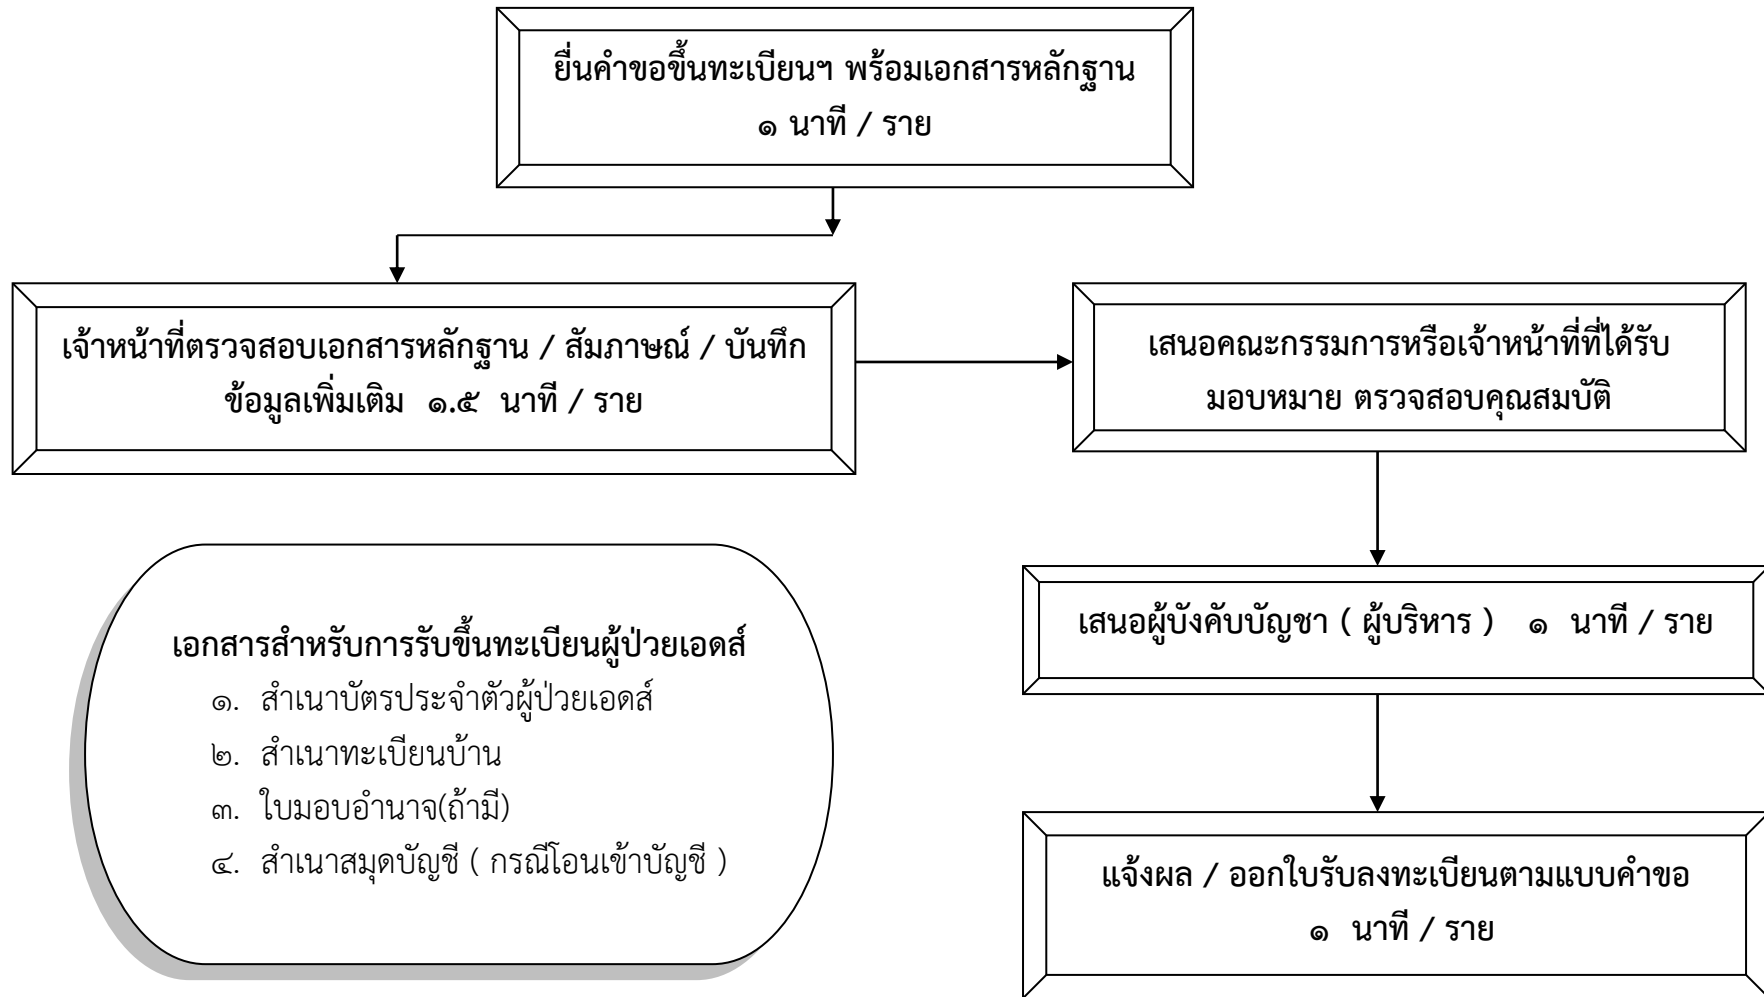 ยื่นคำขอขึ้นทะเบียนฯ พร้อมเอกสารหลักฐาน
๑ นาที / ราย
เจ้าหน้าที่ตรวจสอบเอกสารหลักฐาน / สัมภาษณ์ / บันทึก
ข้อมูลเพิ่มเติม ๑.๕ นาที / ราย
เสนอคณะกรรมการหรือเจ้าหน้าที่ที่ได้รับ
มอบหมาย ตรวจสอบคุณสมบัติ
เสนอผู้บังคับบัญชา ( ผู้บริหาร ) ๑ นาที / ราย
แจ้งผล / ออกใบรับลงทะเบียนตามแบบคำขอ
๑ นาที / ราย
เอกสารสำหรับการรับขึ้นทะเบียนผู้ป่วยเอดส์
๑. สำเนาบัตรประจำตัวผู้ป่วยเอดส์
๒. สำเนาทะเบียนบ้าน
๓. ใบมอบอำนาจ(ถ้ามี)
๔. สำเนาสมุดบัญชี ( กรณีโอนเข้าบัญชี )